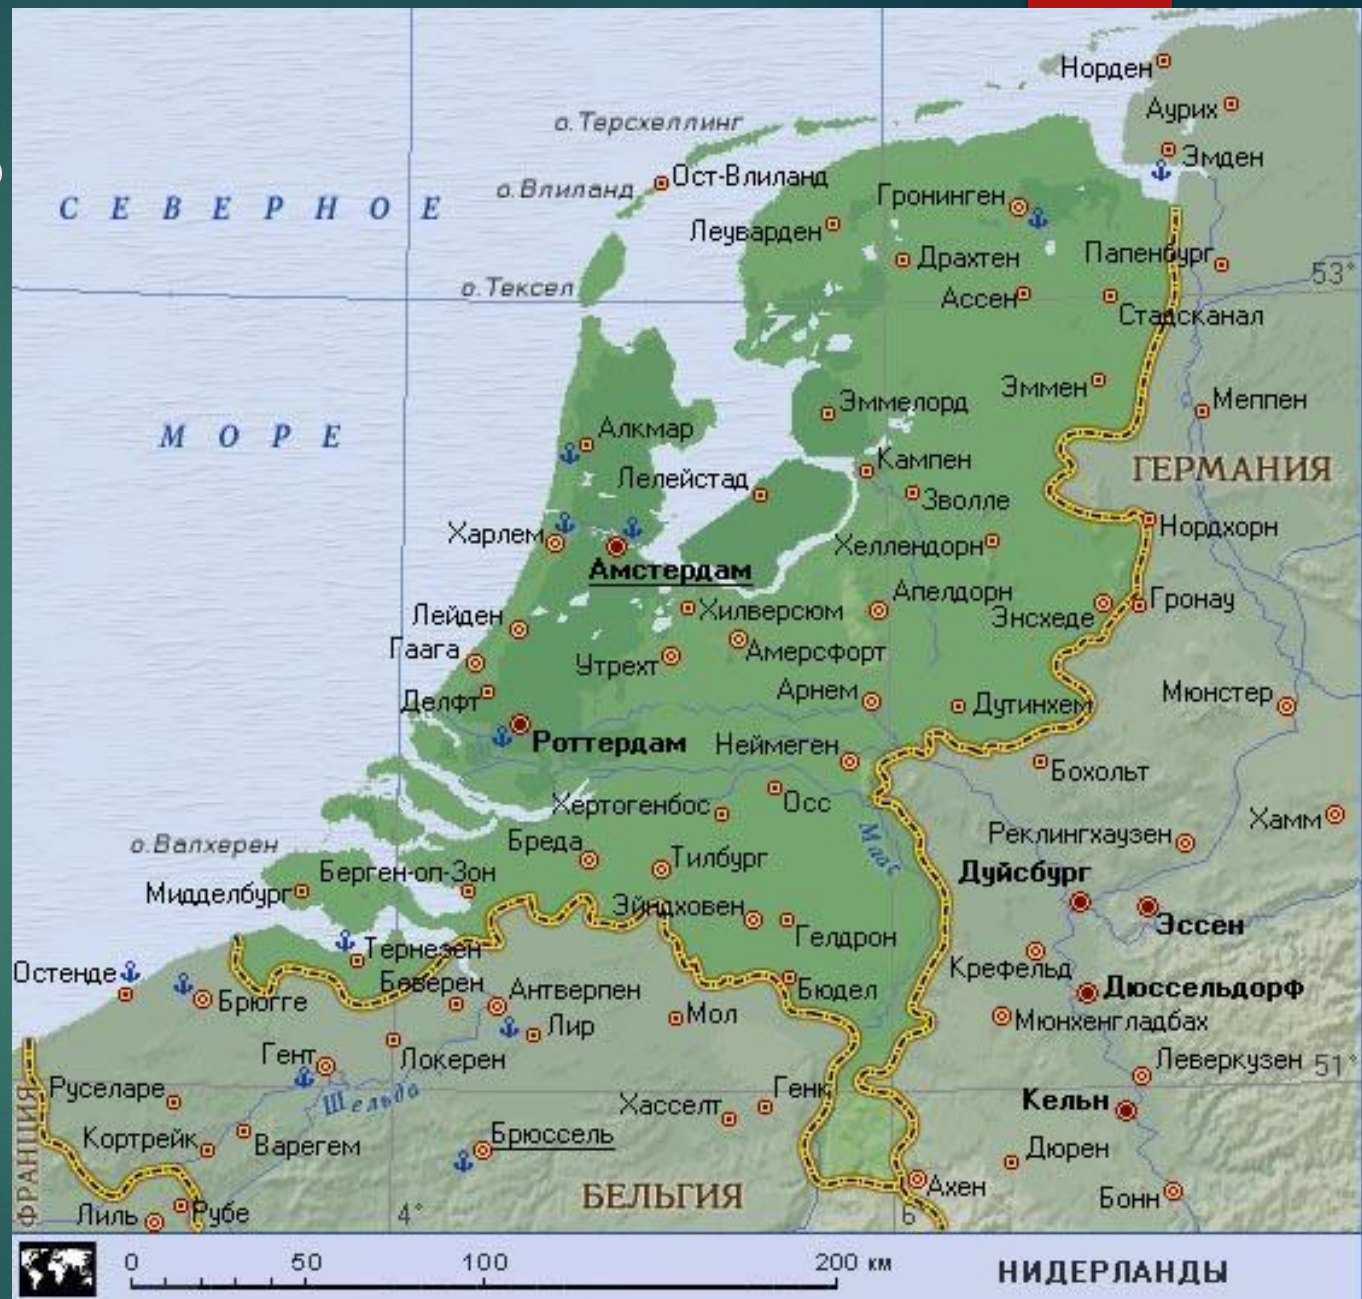 Норден
Аурих
о.Терсхеллинг
Эмден
о.Влиланд
Ост-Влиланд
Гронинген
СЕВЕРНОЕ
Леуварден
Драхтен
Папенбург
53°
о.Тексел
Ассен
Стадсканал
Эммен
Эммелорд
Меппен
МОРЕ
Алкмар
Кампен
ГЕРМАНИЯ
Лелейстад
Зволле
Нордхорн
Харлем
Хеллендорн
Амстердам
Апелдорн
Гронау
Лейден
Хилверсюм
Энсхеде
Гаага
Утрехт
Амерсфорт
Делфт
Арнем
Дутинхем
Мюнстер
Роттердам
Неймеген
Бохольт
Хертогенбос
Осс
Маас
Хамм
о.Валхерен
Бреда
Тилбург
Реклингхаузен
Берген-оп-Зон
Мидделбург
Дуйсбург
Эйндховен
Гелдрон
Эссен
Тернезен
Остенде
Беверен
Крефельд
Брюгге
Антверпен
Бюдел
Дюссельдорф
Лир
Мол
Мюнхенгладбах
Гент
Локерен
Леверкузен
51°
Руселаре
Шельда
Хасселт
Генк
Кельн
ФРАНЦИЯ
Кортрейк
Варегем
Брюссель
Дюрен
БЕЛЬГИЯ
Ахен
Бонн
Лиль
Рубе
4°
6
0 50 100 200 км
НИДЕРЛАНДЫ